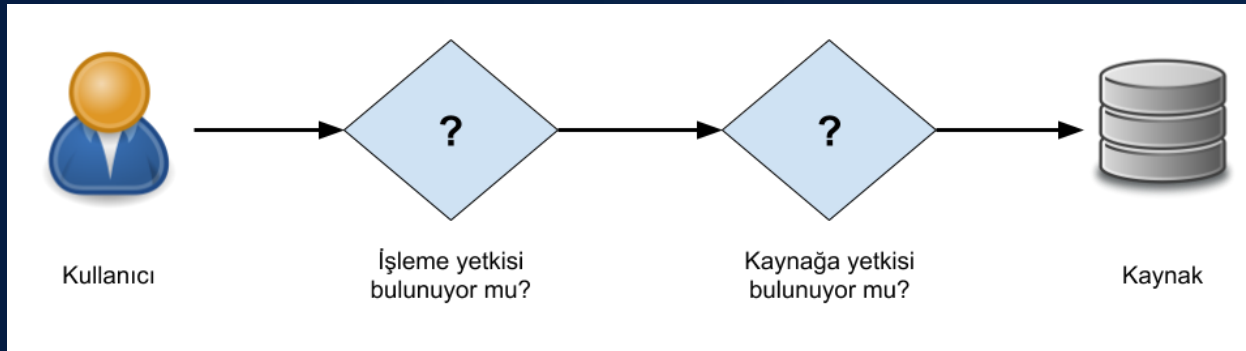 ?
?
Kullanıcı
İşleme yetkisi
bulunuyor mu?
Kaynağa yetkisi
bulunuyor mu?
Kaynak